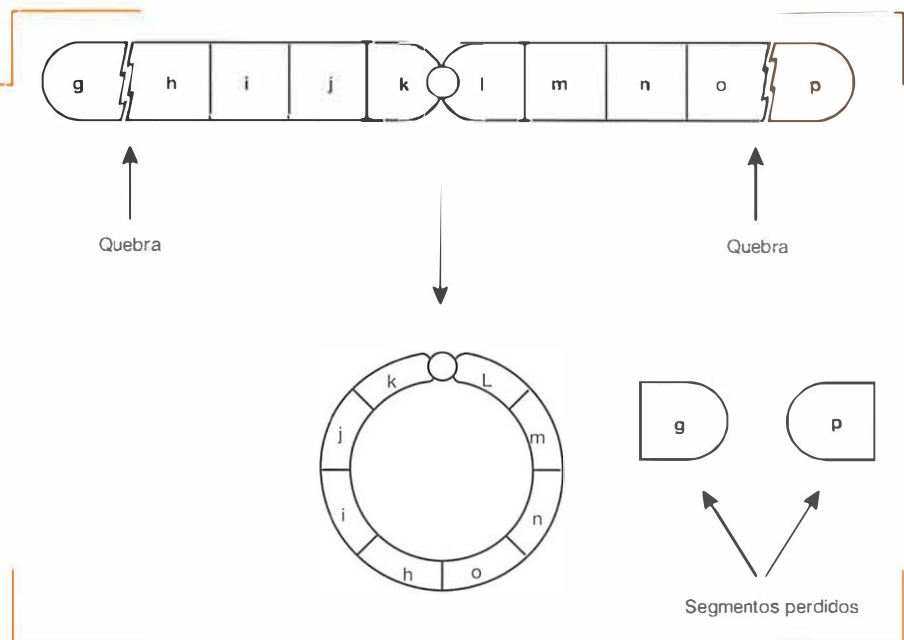 g h i j k l m n o p
Quebra Quebra
k L
j m
i n
h o
g p
Segmentos perdidos